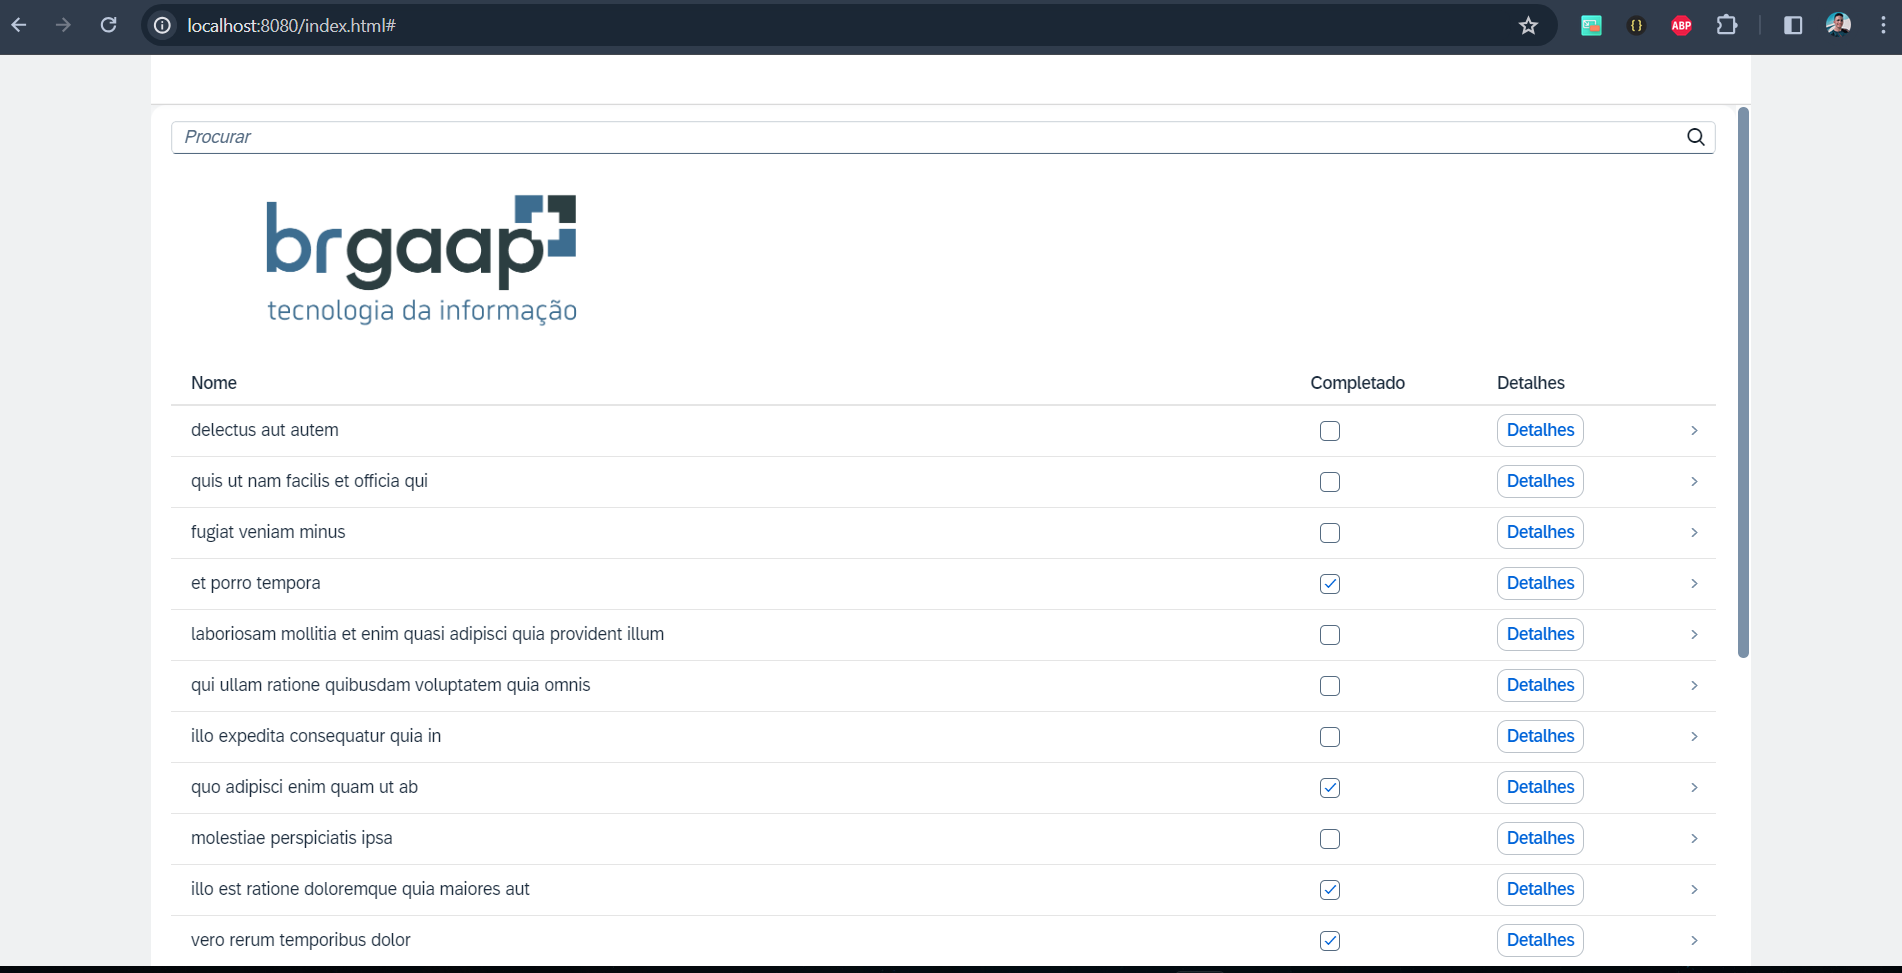 localhost:8080/index.html#
{}
ABP
Procurar
brgaap
tecnologia da informação
Nome Completado Detalhes
delectus aut autem Detalhes
quis ut nam facilis et officia qui Detalhes
fugiat veniam minus Detalhes
et porro tempora Detalhes
laboriosam mollitia et enim quasi adipisci quia provident illum Detalhes
qui ullam ratione quibusdam voluptatem quia omnis Detalhes
illo expedita consequatur quia in Detalhes
quo adipisci enim quam ut ab Detalhes
molestiae perspiciatis ipsa Detalhes
illo est ratione doloremque quia maiores aut Detalhes
vero rerum temporibus dolor Detalhes